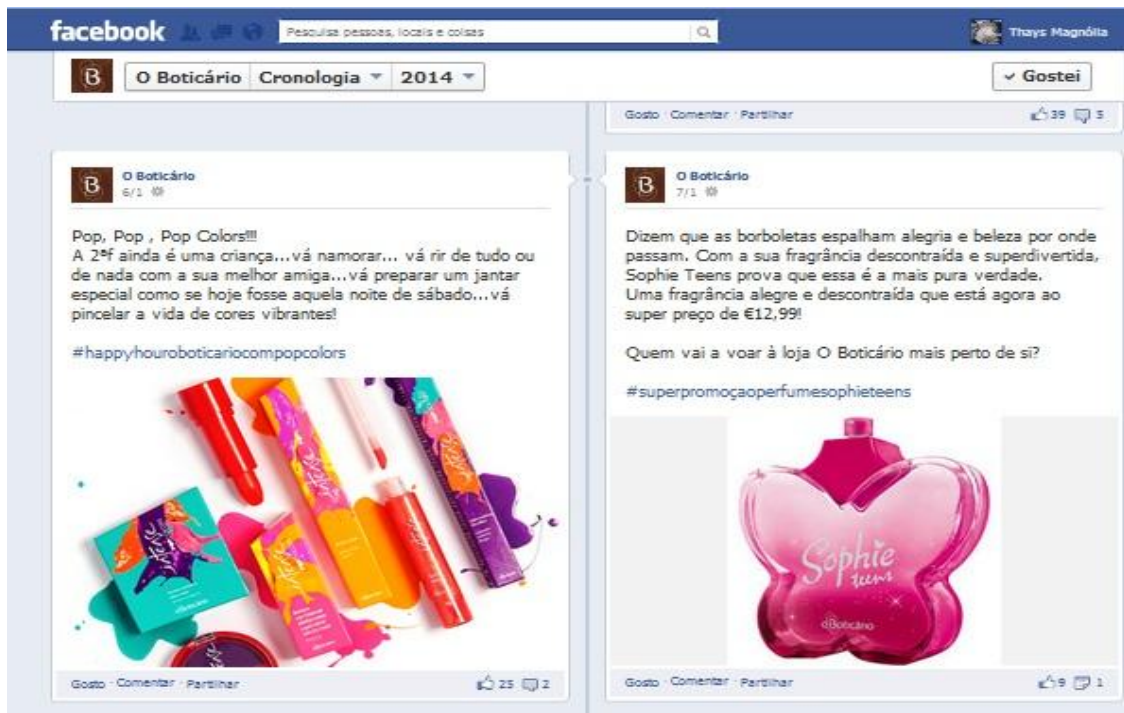 facebook
Pesquisa pessoas, locais e coisas
Thays Magnólia
B
O Boticário
Cronologia
2014
Gostei
Gosto · Comentar · Partilhar
39
5
B
O Boticário
6/1
Pop, Pop , Pop Colors!!!
A 2ªf ainda é uma criança...vá namorar... vá rir de tudo ou
de nada com a sua melhor amiga...vá preparar um jantar
especial como se hoje fosse aquela noite de sábado...vá
pincelar a vida de cores vibrantes!
#happyhouroboticariocompopcolors
intense
intense
intense
intense
Gosto · Comentar · Partilhar
25
2
B
O Boticário
7/1
Dizem que as borboletas espalham alegria e beleza por onde
passam. Com a sua fragrância descontraída e superdivertida,
Sophie Teens prova que essa é a mais pura verdade.
Uma fragrância alegre e descontraída que está agora ao
super preço de €12,99!
Quem vai a voar à loja O Boticário mais perto de si?
#superpromoçaoperfumesophieteens
Sophie
teens
oBoticário
Gosto · Comentar · Partilhar
9
1